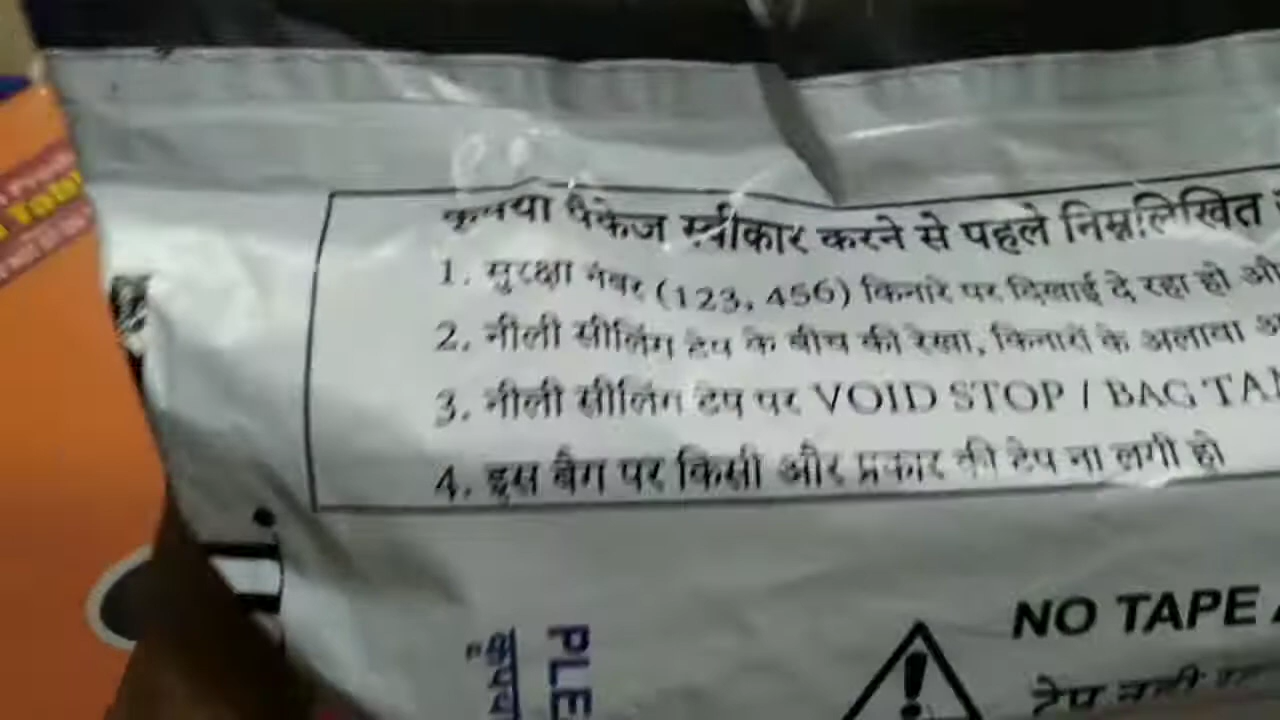 कृपया पैकेज स्वीकार करने से पहले निम्नलिखित
1. सुरक्षा नंबर (123, 456) किनारे पर दिखाई दे रहा हो
2. नीली सीलिंग टेप के बीच की रेखा, किनारों के अलावा
3. नीली सीलिंग टेप पर VOID STOP / BAG TA
4. इस बैग पर किसी और प्रकार की टेप ना लगी हो
NO TAPE
टेप नहीं
PLE
कृपय